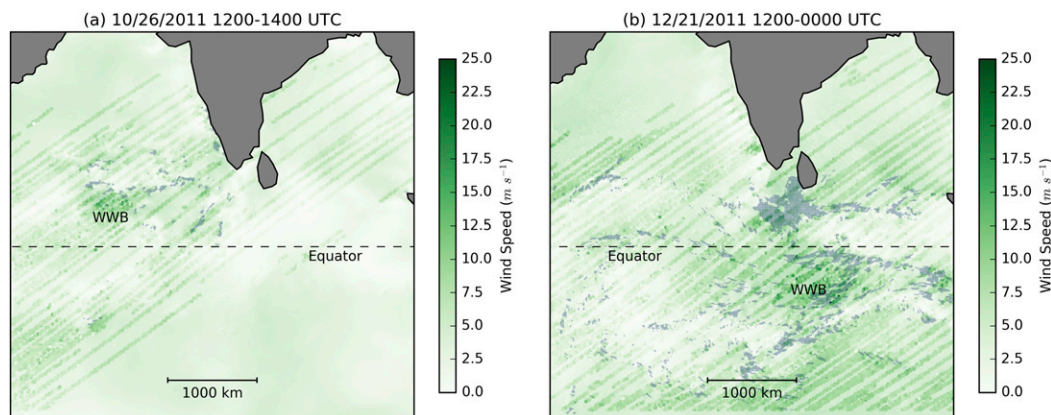 (a) 10/26/2011 1200-1400 UTC
WWB
Equator
1000 km
25.0
22.5
20.0
17.5
15.0
12.5
10.0
7.5
5.0
2.5
0.0
Wind Speed (m s⁻¹)
(b) 12/21/2011 1200-0000 UTC
Equator
WWB
1000 km
25.0
22.5
20.0
17.5
15.0
12.5
10.0
7.5
5.0
2.5
0.0
Wind Speed (m s⁻¹)